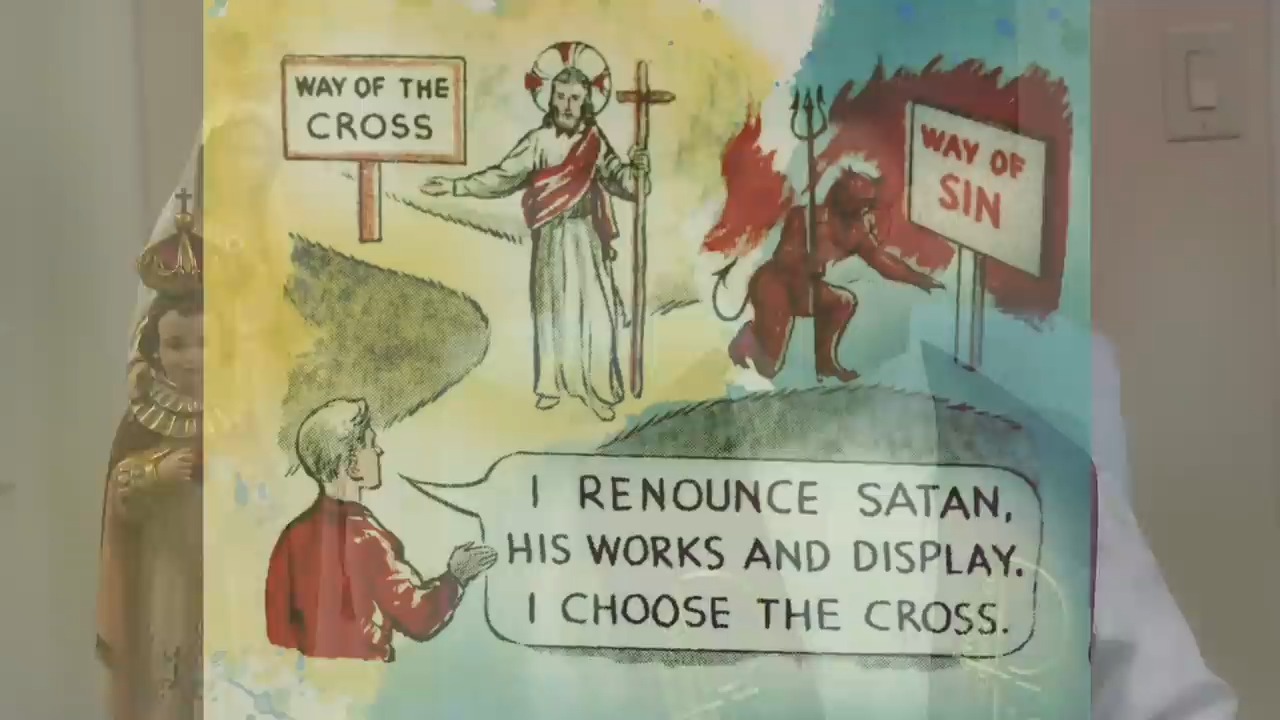 WAY OF THE
CROSS
WAY OF
SIN
I RENOUNCE SATAN,
HIS WORKS AND DISPLAY.
I CHOOSE THE CROSS.